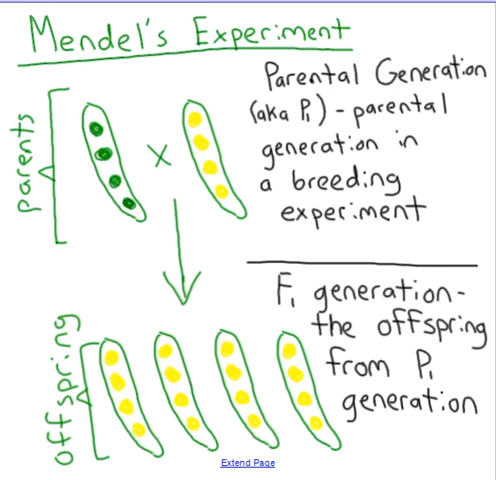 Mendel's Experiment
Parental Generation
(aka P₁) - parental
generation in
a breeding
experiment
parents
X
F₁ generation-
the offspring
from P₁
generation
offspring
Extend Page